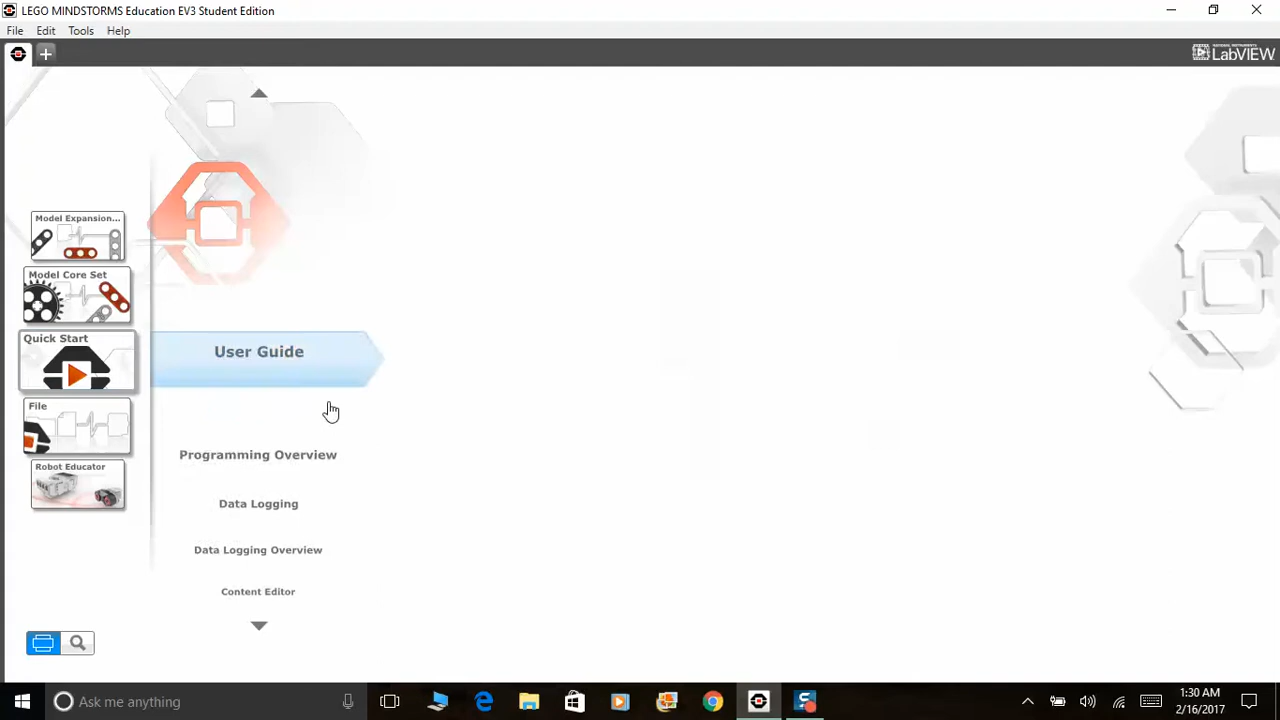 LEGO MINDSTORMS Education EV3 Student Edition
File Edit Tools Help
NATIONAL INSTRUMENTS
LabVIEW
Model Expansion...
Model Core Set
Quick Start
File
Robot Educator
User Guide
Programming Overview
Data Logging
Data Logging Overview
Content Editor
Ask me anything
1:30 AM
2/16/2017